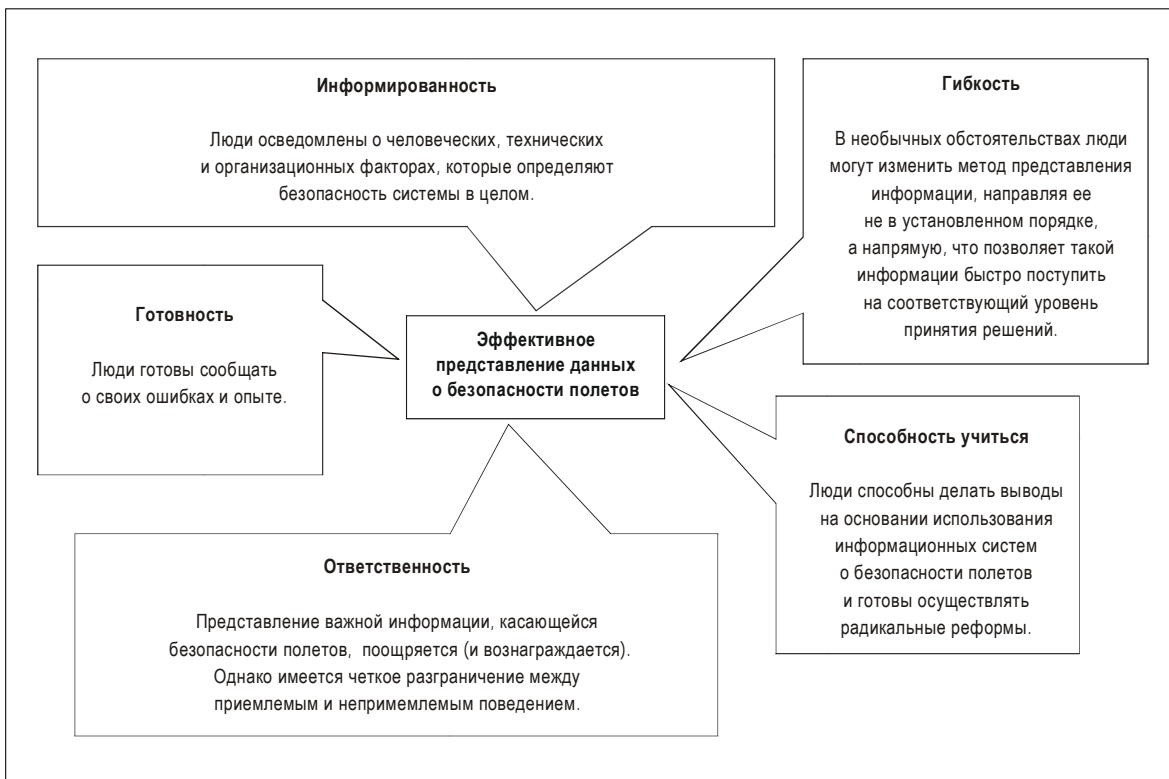 Информированность
Люди осведомлены о человеческих, технических
и организационных факторах, которые определяют
безопасность системы в целом.
Гибкость
В необычных обстоятельствах люди
могут изменить метод представления
информации, направляя ее
не в установленном порядке,
а напрямую, что позволяет такой
информации быстро поступить
на соответствующий уровень
принятия решений.
Готовность
Люди готовы сообщать
о своих ошибках и опыте.
Эффективное
представление данных
о безопасности полетов
Способность учиться
Люди способны делать выводы
на основании использования
информационных систем
о безопасности полетов
и готовы осуществлять
радикальные реформы.
Ответственность
Представление важной информации, касающейся
безопасности полетов, поощряется (и вознаграждается).
Однако имеется четкое разграничение между
приемлемым и непримемлемым поведением.